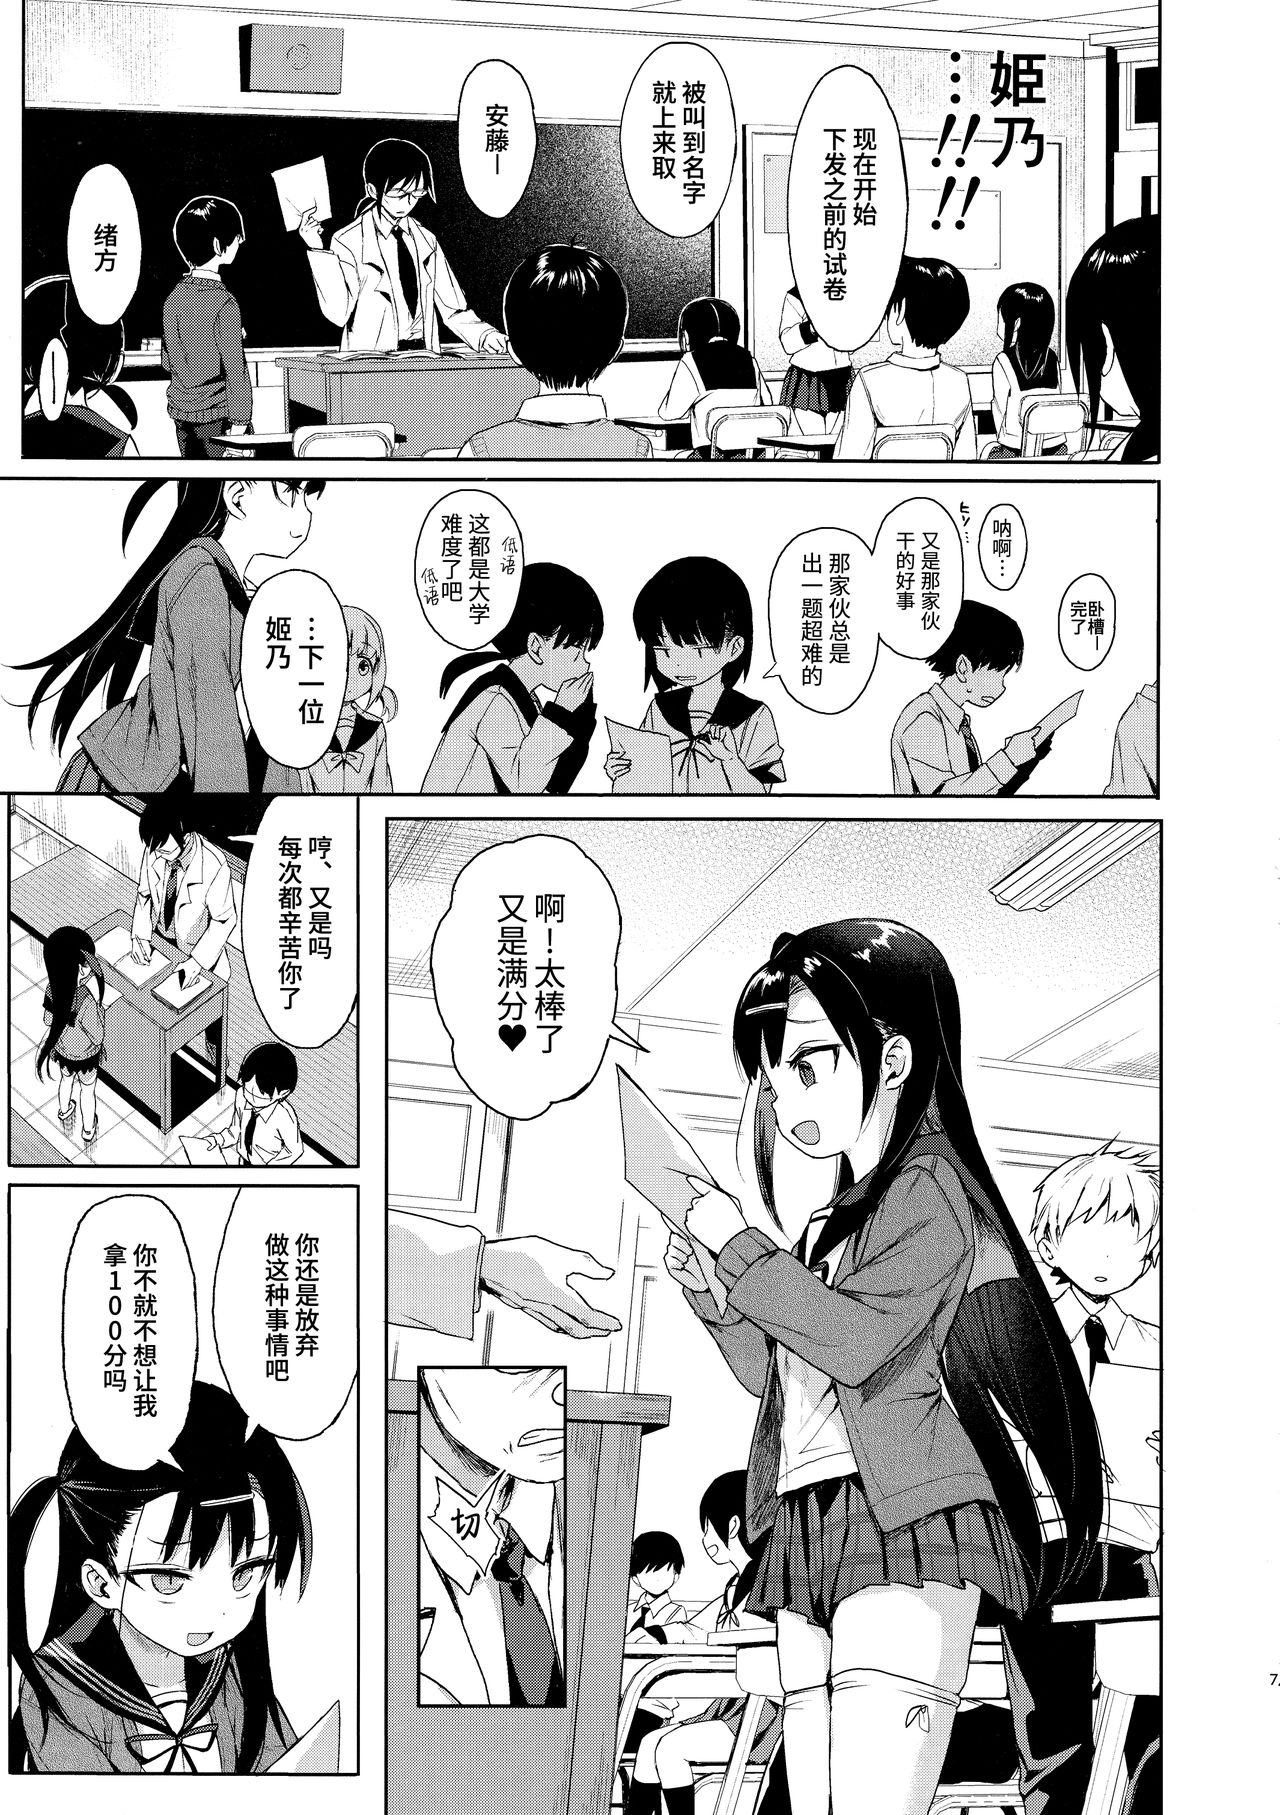 姫乃
…!!!!
现在开始
下发之前的试卷
被叫到名字
就上来取
安藤ー
绪方
ー
卧槽ー
完了
呐啊…
ヒソ…
又是那家伙
干的好事
那家伙总是
出一题超难的
这都是大学
难度了吧
低语
低语
…下一位
姬乃
啊！太棒了
又是满分♥
切
哼、又是吗
每次都辛苦你了
你还是放弃
做这种事情吧
你不就不想让我
拿100分吗
7